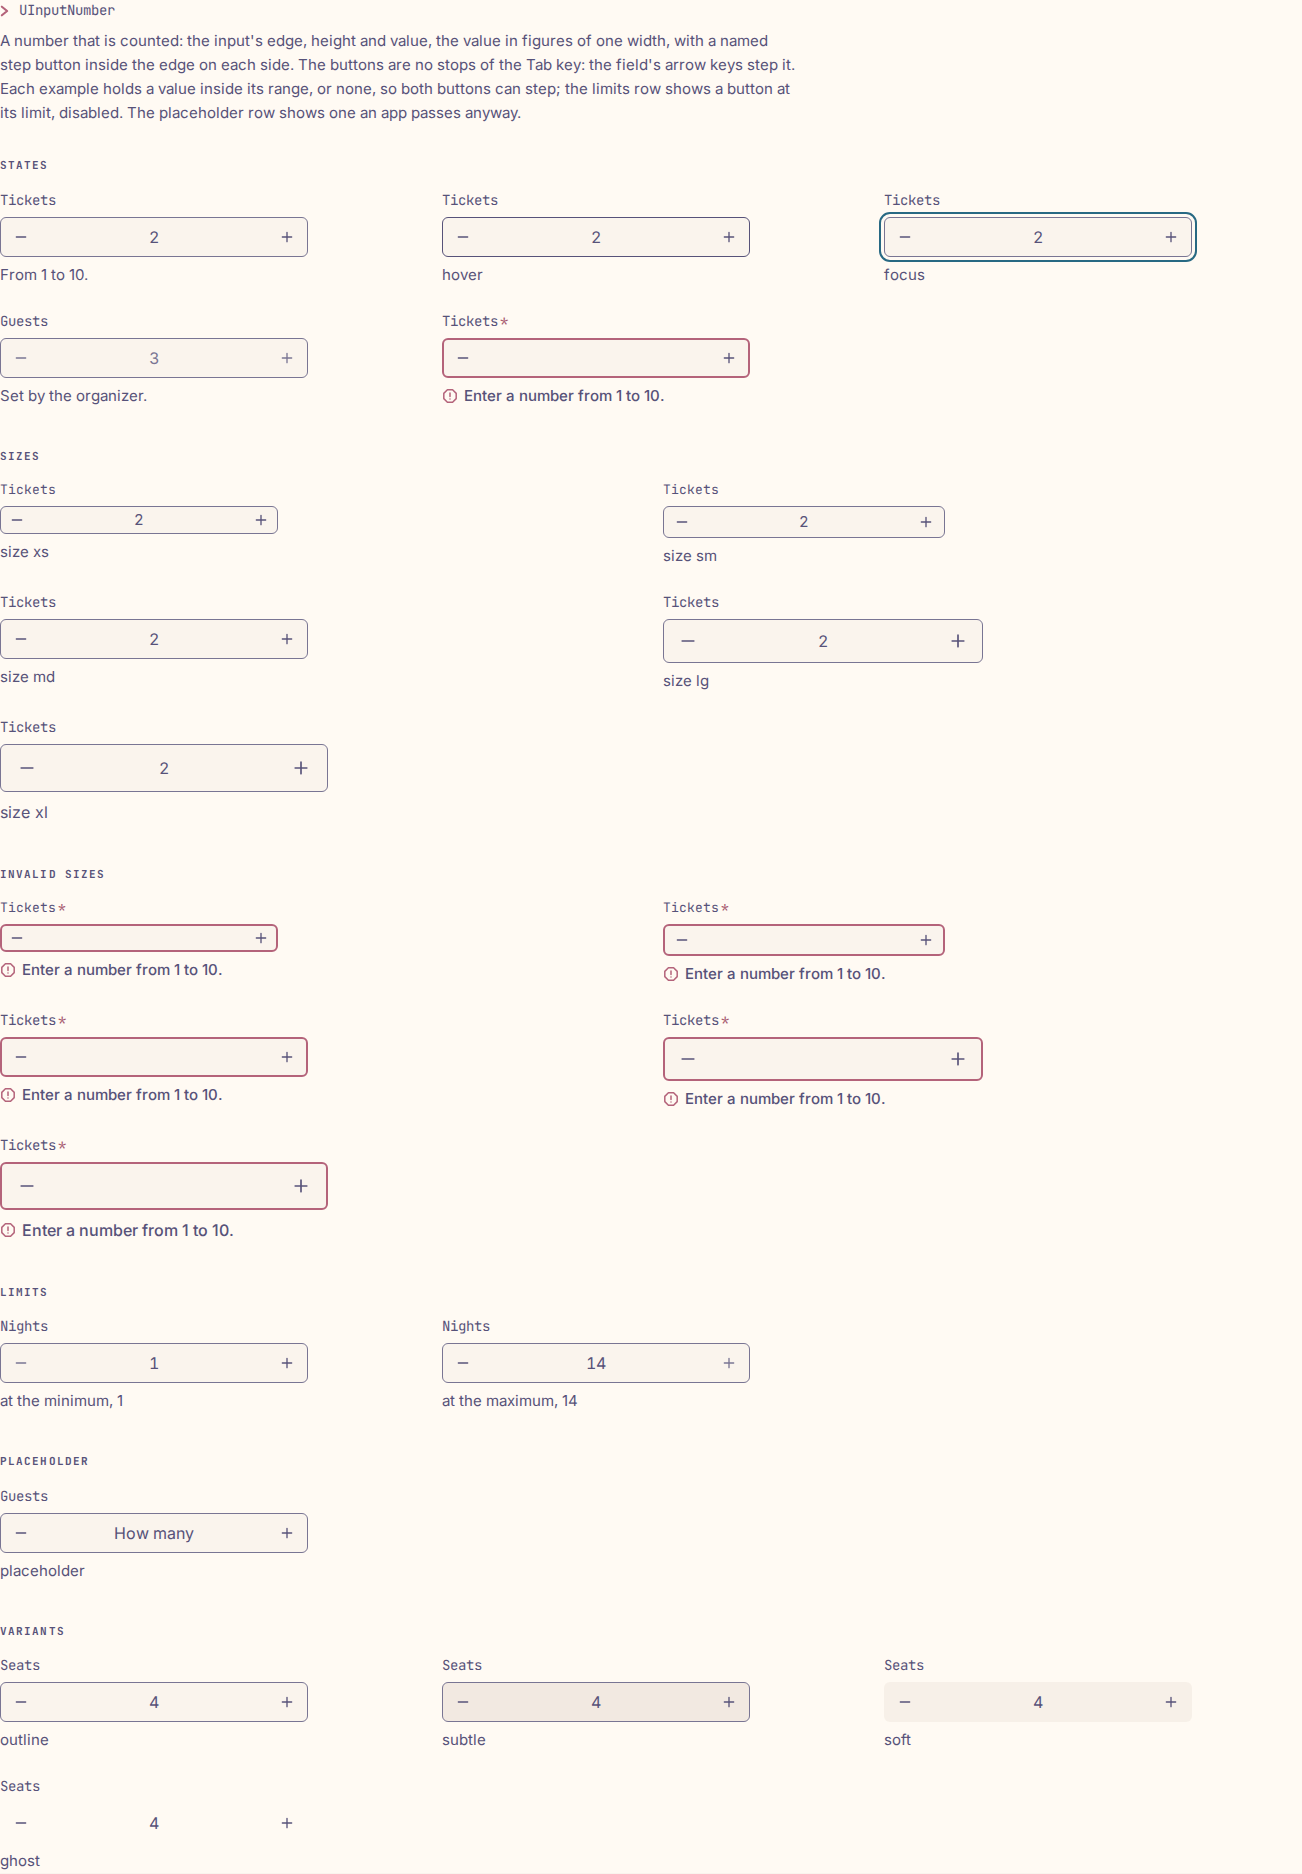 UInputNumber
A number that is counted: the input's edge, height and value, the value in figures of one width, with a named
step button inside the edge on each side. The buttons are no stops of the Tab key: the field's arrow keys step it.
Each example holds a value inside its range, or none, so both buttons can step; the limits row shows a button at
its limit, disabled. The placeholder row shows one an app passes anyway.
STATES
Tickets Tickets Tickets
− 2 + − 2 + − 2 +
From 1 to 10. hover focus
Guests Tickets*
− 3 + − +
Set by the organizer. Enter a number from 1 to 10.
SIZES
Tickets Tickets
− 2 + − 2 +
size xs size sm
Tickets Tickets
− 2 + − 2 +
size md size lg
Tickets
− 2 +
size xl
INVALID SIZES
Tickets* Tickets*
− + − +
Enter a number from 1 to 10. Enter a number from 1 to 10.
Tickets* Tickets*
− + − +
Enter a number from 1 to 10. Enter a number from 1 to 10.
Tickets*
− +
Enter a number from 1 to 10.
LIMITS
Nights Nights
− 1 + − 14 +
at the minimum, 1 at the maximum, 14
PLACEHOLDER
Guests
− How many +
placeholder
VARIANTS
Seats Seats Seats
− 4 + − 4 + − 4 +
outline subtle soft
Seats
− 4 +
ghost